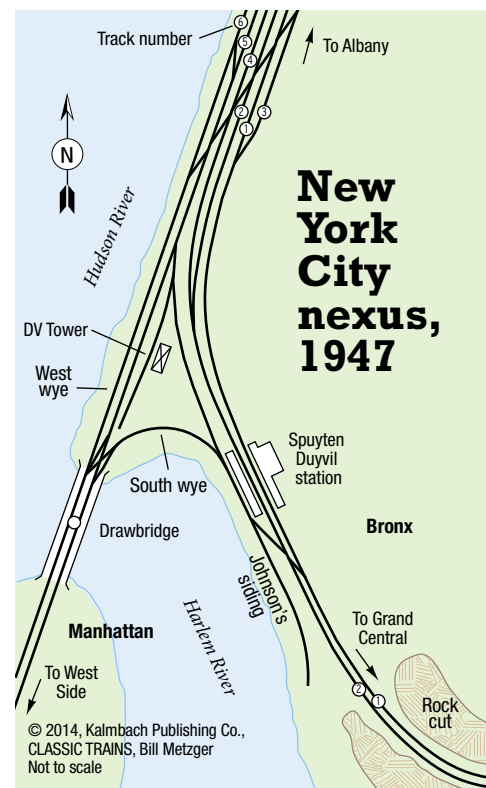 Track number
6
5
4
2
3
1
To Albany
N
New
York
City
nexus,
1947
Hudson River
DV Tower
West
wye
South wye
Spuyten
Duyvil
station
Drawbridge
Bronx
Johnson's
siding
Manhattan
Harlem River
To Grand
Central
To West
Side
2
1
Rock
cut
© 2014, Kalmbach Publishing Co.,
CLASSIC TRAINS, Bill Metzger
Not to scale